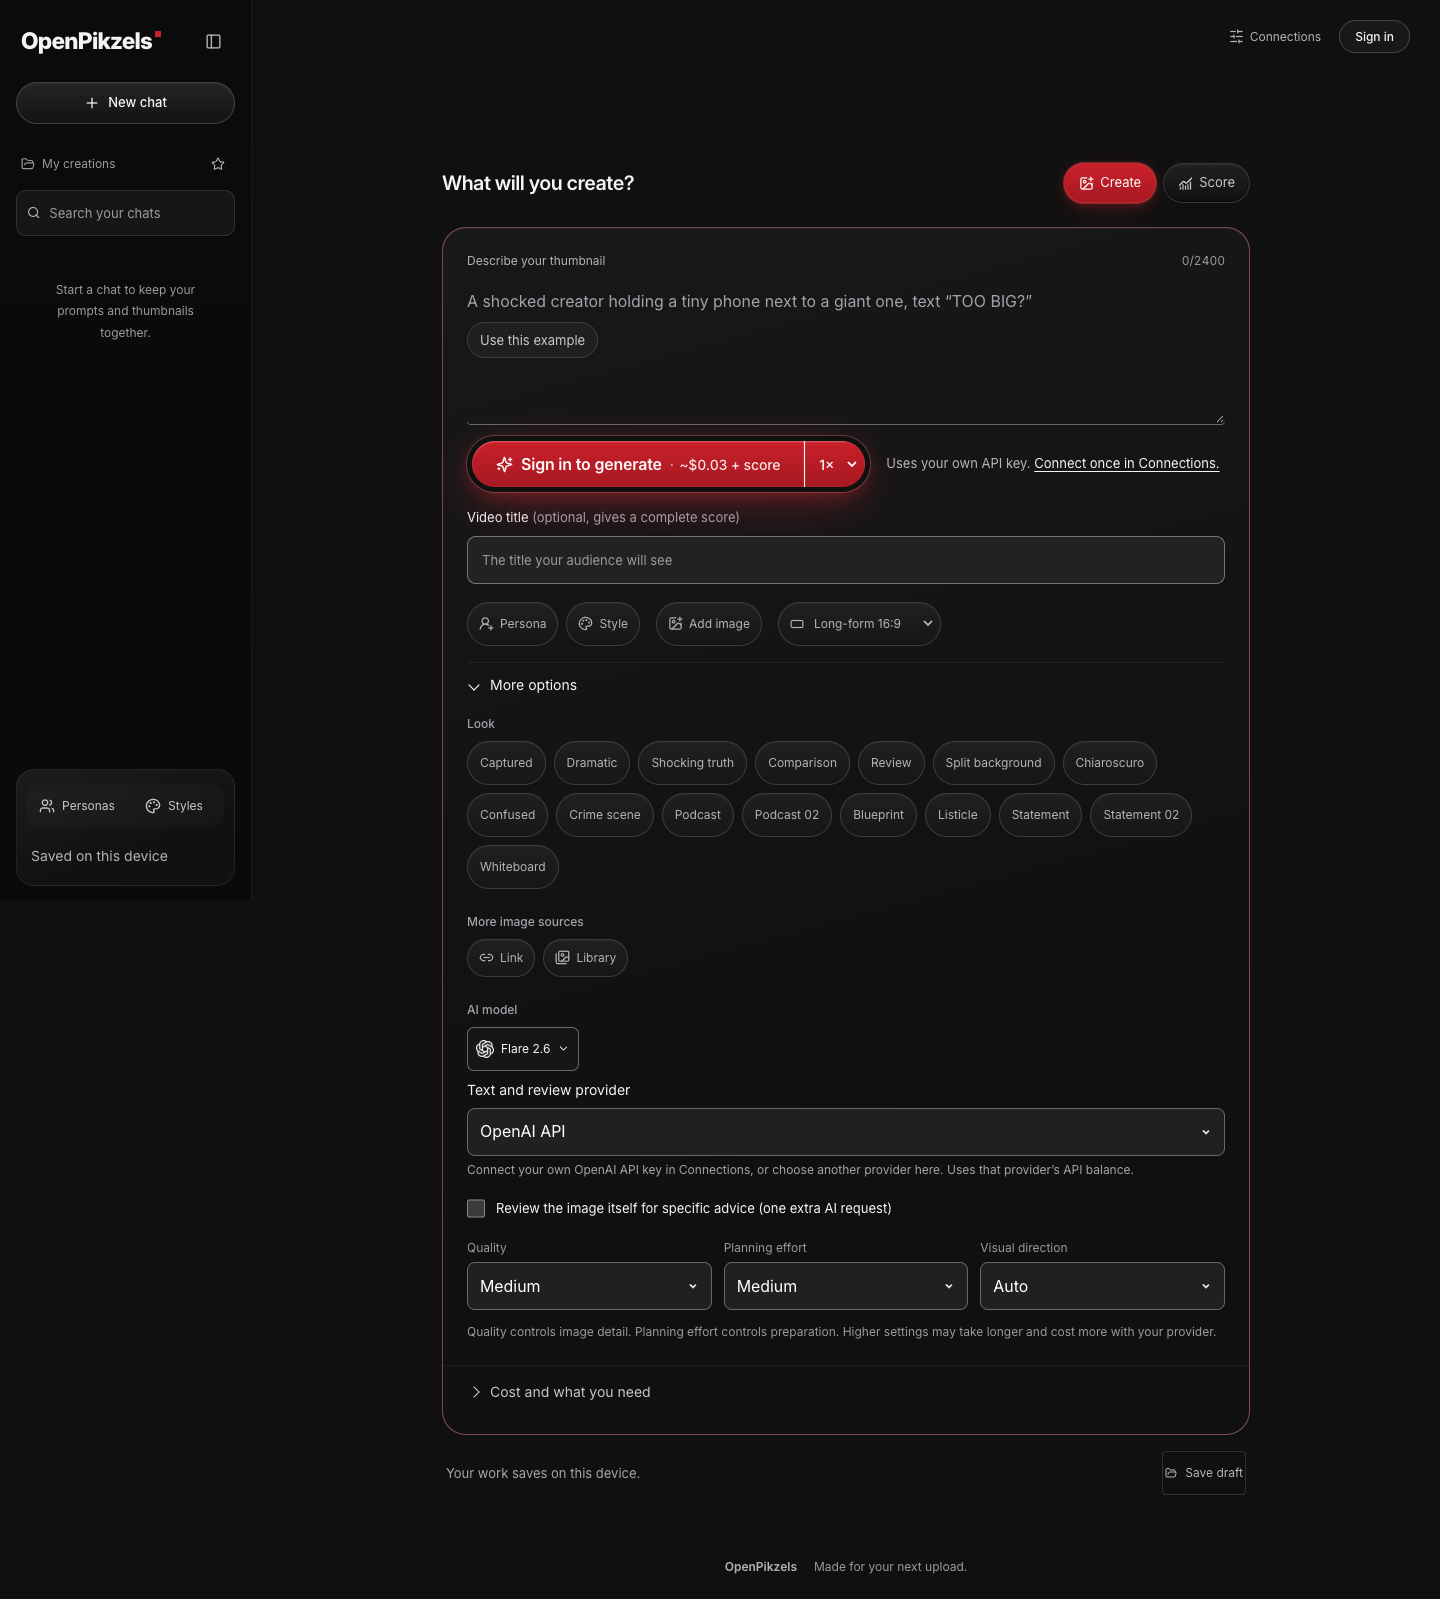 OpenPikzels
New chat
My creations
Search your chats
Start a chat to keep your
prompts and thumbnails
together.
Personas
Styles
Saved on this device
Connections
Sign in
What will you create?
Create
Score
Describe your thumbnail
0/2400
A shocked creator holding a tiny phone next to a giant one, text “TOO BIG?”
Use this example
Sign in to generate · ~$0.03 + score
1×
Uses your own API key. Connect once in Connections.
Video title (optional, gives a complete score)
The title your audience will see
Persona
Style
Add image
Long-form 16:9
More options
Look
Captured
Dramatic
Shocking truth
Comparison
Review
Split background
Chiaroscuro
Confused
Crime scene
Podcast
Podcast 02
Blueprint
Listicle
Statement
Statement 02
Whiteboard
More image sources
Link
Library
AI model
Flare 2.6
Text and review provider
OpenAI API
Connect your own OpenAI API key in Connections, or choose another provider here. Uses that provider’s API balance.
Review the image itself for specific advice (one extra AI request)
Quality
Planning effort
Visual direction
Medium
Medium
Auto
Quality controls image detail. Planning effort controls preparation. Higher settings may take longer and cost more with your provider.
Cost and what you need
Your work saves on this device.
Save draft
OpenPikzels
Made for your next upload.